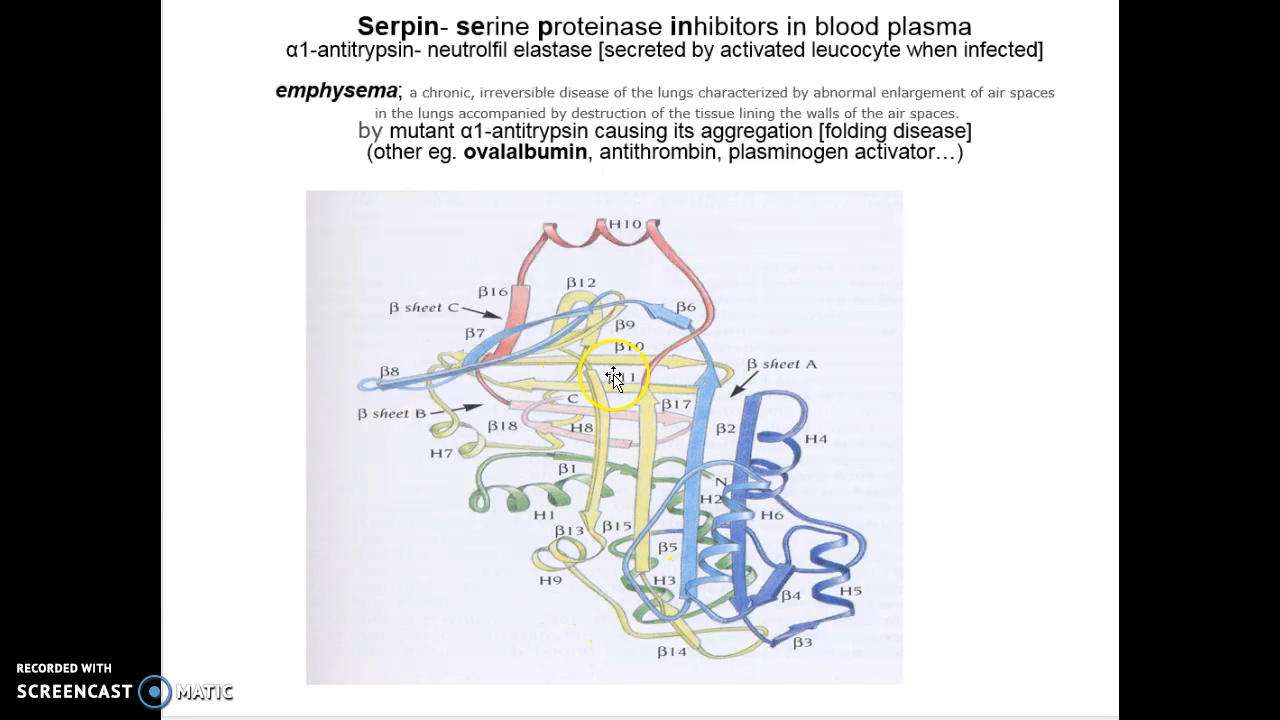 Serpin- serine proteinase inhibitors in blood plasma
α1-antitrypsin- neutrolfil elastase [secreted by activated leucocyte when infected]
emphysema; a chronic, irreversible disease of the lungs characterized by abnormal enlargement of air spaces
in the lungs accompanied by destruction of the tissue lining the walls of the air spaces.
by mutant α1-antitrypsin causing its aggregation [folding disease]
(other eg. ovalalbumin, antithrombin, plasminogen activator…)
H10
β12
β16
β sheet C
β6
β7
β9
β10
β8
β sheet A
C
β17
β sheet B
β18
H8
β2
H4
H7
β1
N
H2
H1
H6
β13
β15
β5
H9
H3
β4
H5
β14
β3
RECORDED WITH
SCREENCAST MATIC